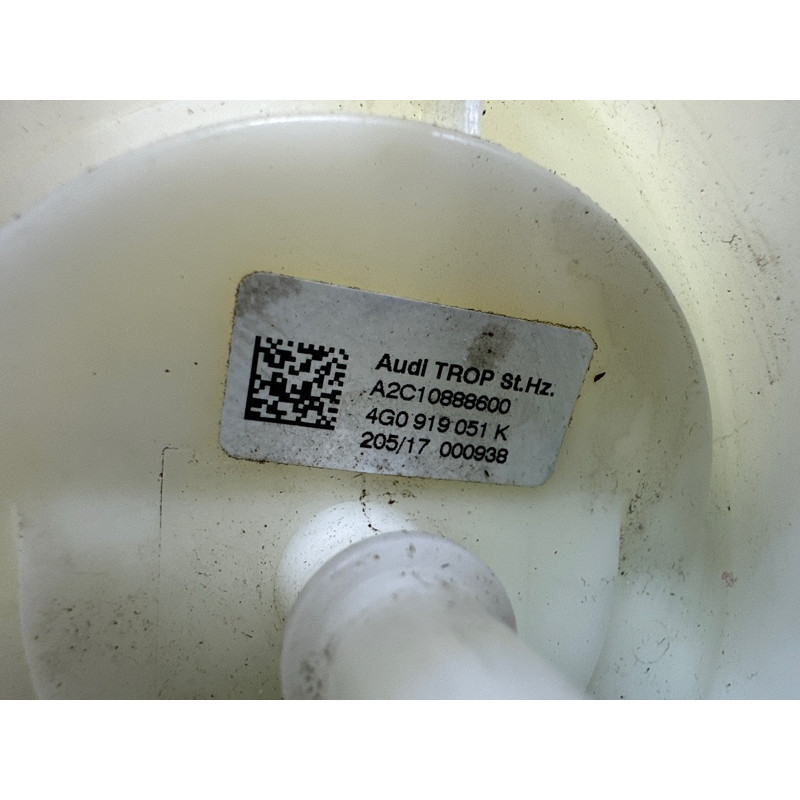 Audi TROP St.Hz.
A2C10888600
4G0 919 051 K
205/17 000938